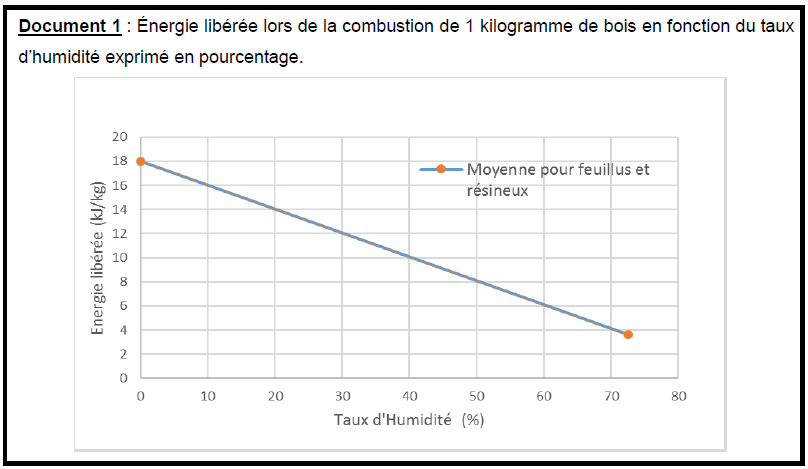 Document 1 : Énergie libérée lors de la combustion de 1 kilogramme de bois en fonction du taux
d'humidité exprimé en pourcentage.
20
18
16
14
12
10
8
6
4
2
0
Energie libérée (kJ/kg)
Moyenne pour feuillus et
résineux
0 10 20 30 40 50 60 70 80
Taux d'Humidité (%)